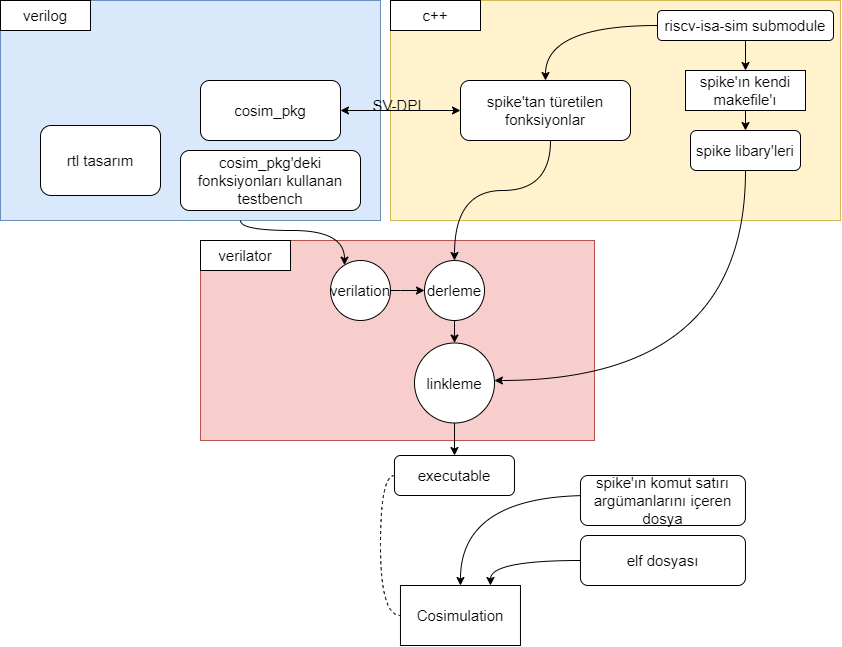 verilog
c++
riscv-isa-sim submodule
cosim_pkg
SV-DPI
spike'tan türetilen
fonksiyonlar
spike'ın kendi
makefile'ı
rtl tasarım
cosim_pkg'deki
fonksiyonları kullanan
testbench
spike libary'leri
verilator
verilation
derleme
linkleme
executable
spike'ın komut satırı
argümanlarını içeren
dosya
elf dosyası
Cosimulation